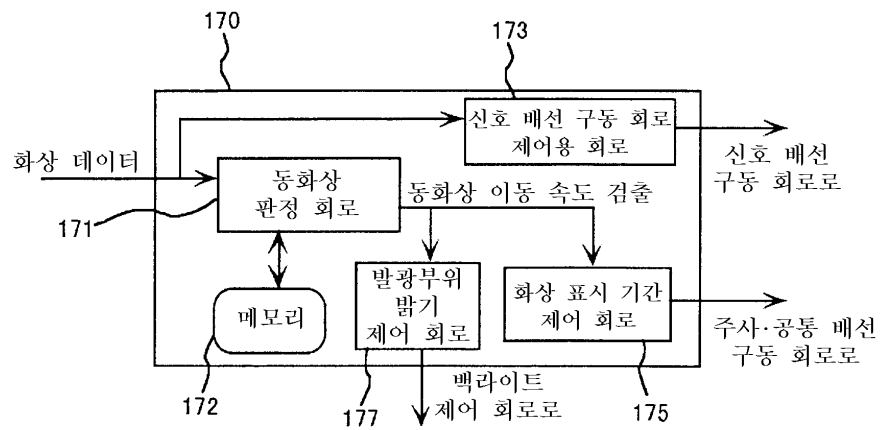 170
173
신호 배선 구동 회로
제어용 회로
신호 배선
구동 회로로
화상 데이터
동화상
판정 회로
171
동화상 이동 속도 검출
메모리
172
발광부위
밝기
제어 회로
177
화상 표시 기간
제어 회로
175
주사·공통 배선
구동 회로로
백라이트
제어 회로로